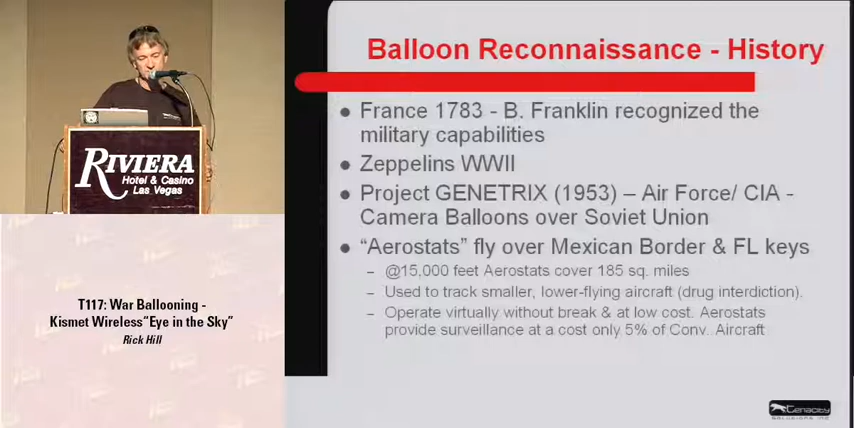 RIVIERA
Hotel & Casino
Las Vegas
T117: War Ballooning -
Kismet Wireless"Eye in the Sky"
Rick Hill
Balloon Reconnaissance - History
France 1783 - B. Franklin recognized the
military capabilities
Zeppelins WWII
Project GENETRIX (1953) – Air Force/ CIA -
Camera Balloons over Soviet Union
"Aerostats" fly over Mexican Border & FL keys
– @15,000 feet Aerostats cover 185 sq. miles
– Used to track smaller, lower-flying aircraft (drug interdiction).
– Operate virtually without break & at low cost. Aerostats
provide surveillance at a cost only 5% of Conv. Aircraft
Tenacity
SOLUTIONS INC